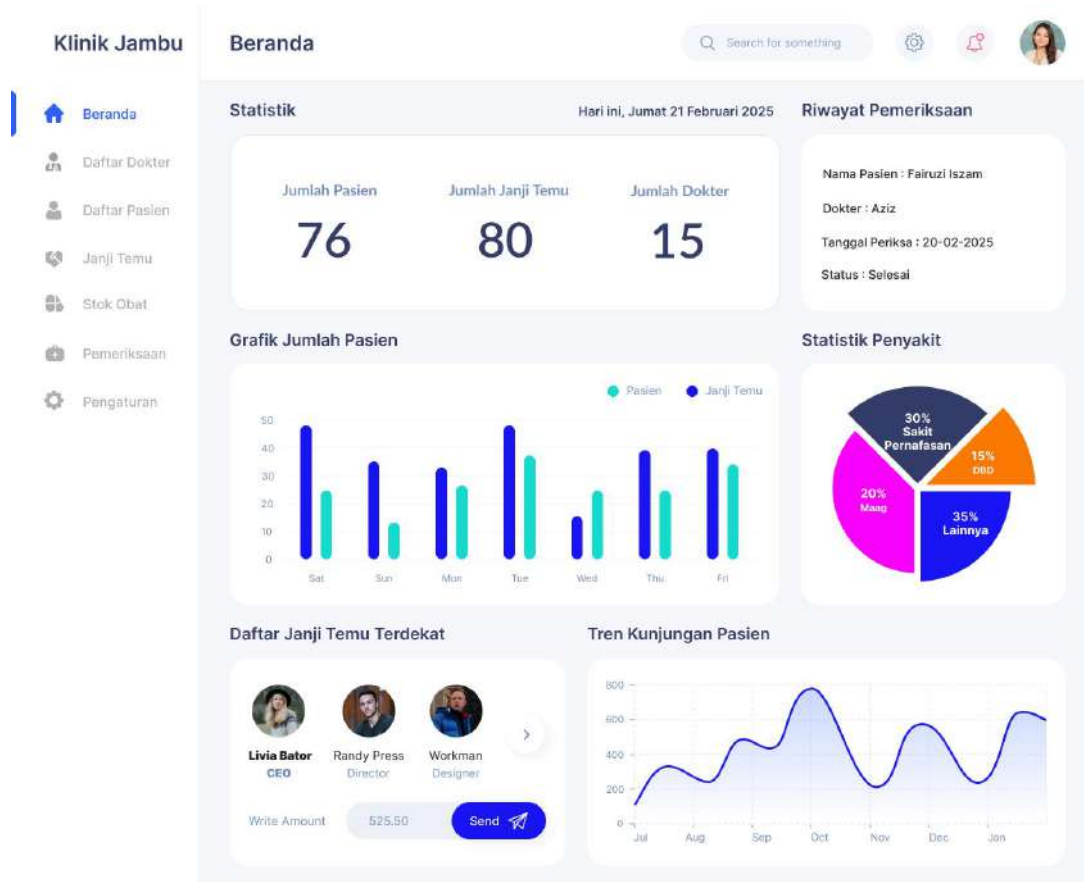 Klinik Jambu
Beranda
Search for something
Beranda
Daftar Dokter
Daftar Pasien
Janji Temu
Stok Obat
Pemeriksaan
Pengaturan
Statistik
Hari ini, Jumat 21 Februari 2025
Jumlah Pasien
Jumlah Janji Temu
Jumlah Dokter
76
80
15
Riwayat Pemeriksaan
Nama Pasien : Fairuzi Iszam
Dokter : Aziz
Tanggal Periksa : 20-02-2025
Status : Selesai
Grafik Jumlah Pasien
Pasien
Janji Temu
50
40
30
20
10
0
Sat
Sun
Mon
Tue
Wed
Thu
Fri
Statistik Penyakit
30%
Sakit
Pernafasan
15%
DBD
20%
Maag
35%
Lainnya
Daftar Janji Temu Terdekat
Livia Bator
CEO
Randy Press
Director
Workman
Designer
Write Amount
525.50
Send
Tren Kunjungan Pasien
800
600
400
200
0
Jul
Aug
Sep
Oct
Nov
Dec
Jan